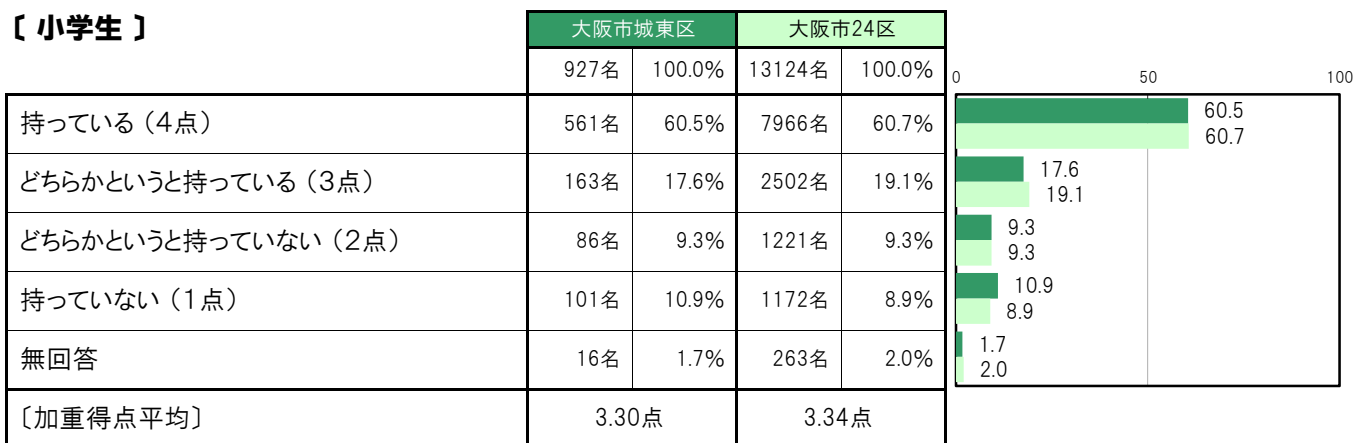 〔 小学生 〕
大阪市城東区 大阪市24区
927名 100.0% 13124名 100.0%
0 50 100
持っている（4点） 561名 60.5% 7966名 60.7%
60.5
60.7
どちらかというと持っている（3点） 163名 17.6% 2502名 19.1%
17.6
19.1
どちらかというと持っていない（2点） 86名 9.3% 1221名 9.3%
9.3
9.3
持っていない（1点） 101名 10.9% 1172名 8.9%
10.9
8.9
無回答 16名 1.7% 263名 2.0%
1.7
2.0
〔加重得点平均〕 3.30点 3.34点